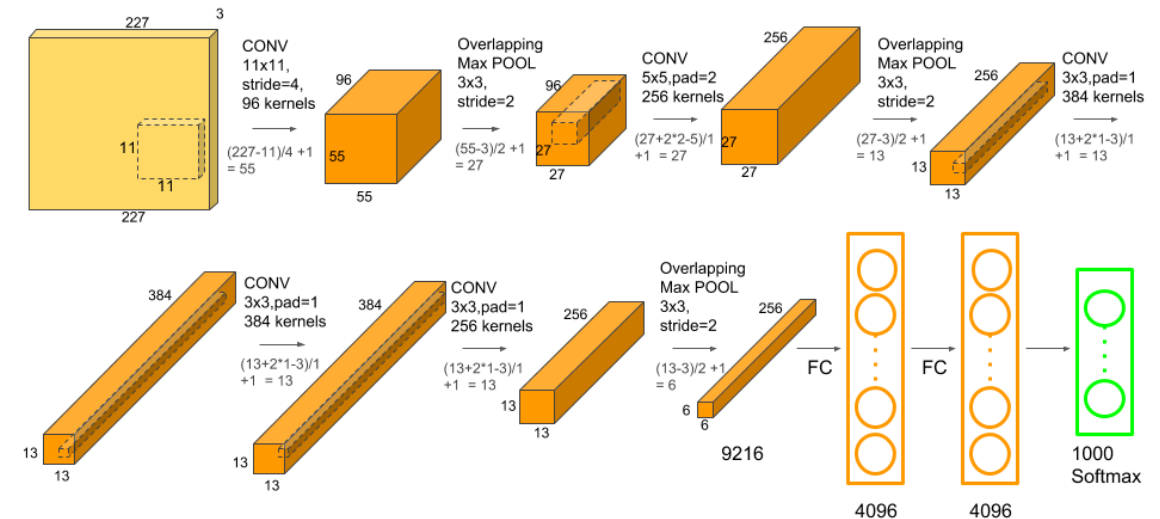 227
3
11
11
227
CONV
11x11,
stride=4,
96 kernels
(227-11)/4 +1
= 55
96
55
55
Overlapping
Max POOL
3x3,
stride=2
(55-3)/2 +1
= 27
96
27
27
CONV
5x5,pad=2
256 kernels
(27+2*2-5)/1
+1 = 27
256
27
27
Overlapping
Max POOL
3x3,
stride=2
(27-3)/2 +1
= 13
256
13
13
CONV
3x3,pad=1
384 kernels
(13+2*1-3)/1
+1 = 13
384
13
13
CONV
3x3,pad=1
384 kernels
(13+2*1-3)/1
+1 = 13
384
13
13
CONV
3x3,pad=1
256 kernels
(13+2*1-3)/1
+1 = 13
256
13
13
Overlapping
Max POOL
3x3,
stride=2
(13-3)/2 +1
= 6
256
6
6
9216
FC
4096
FC
4096
1000
Softmax